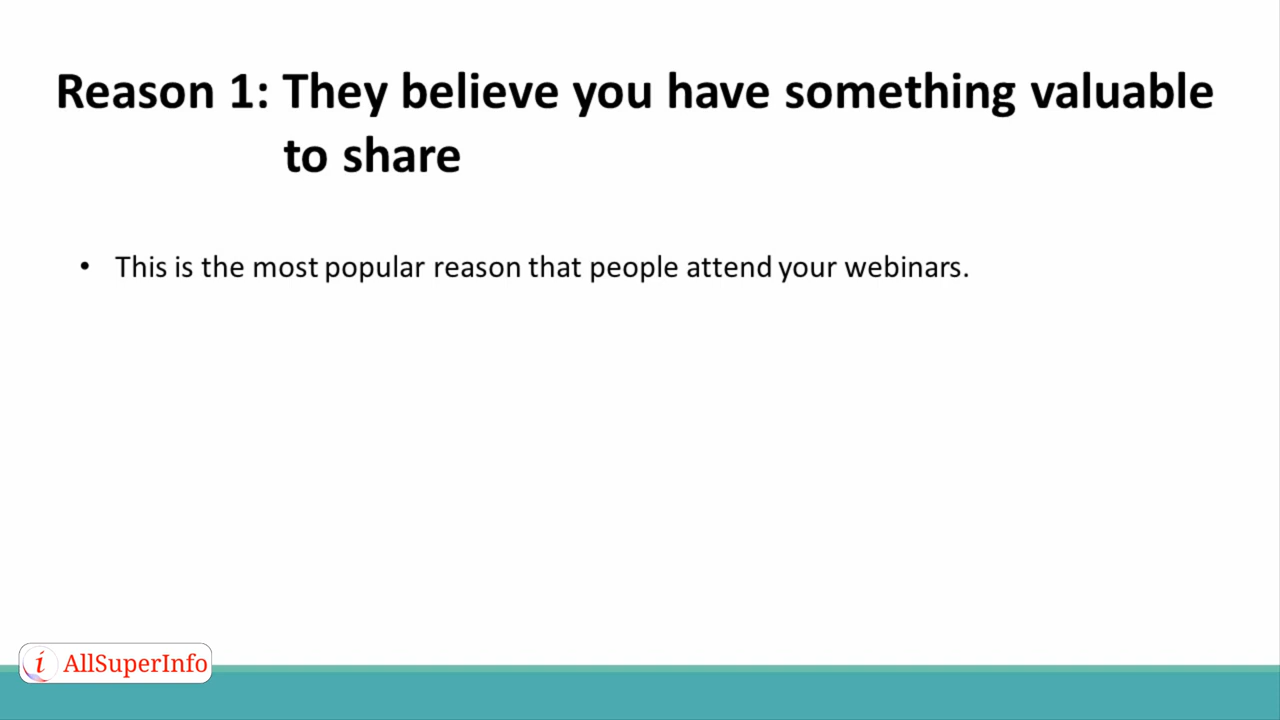 Reason 1: They believe you have something valuable
to share
• This is the most popular reason that people attend your webinars.
i AllSuperInfo